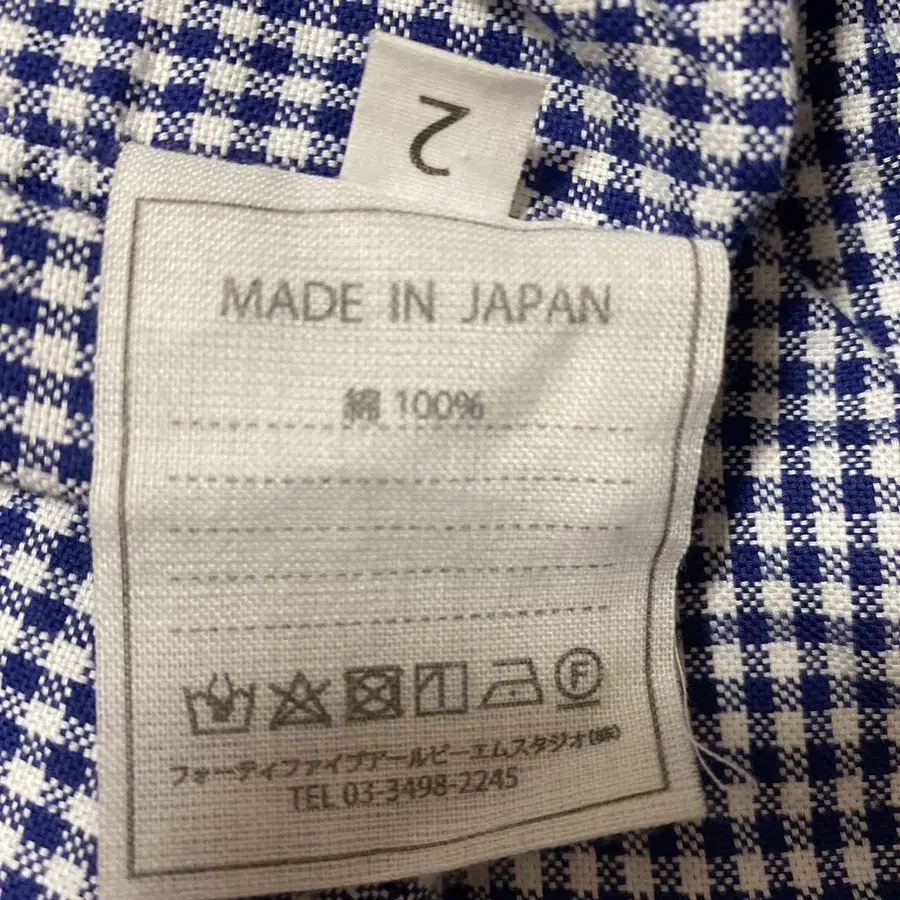 2
MADE IN JAPAN
綿 100%
F
フォーティファイブアールピーエムスタジオ(株)
TEL 03-3498-2245